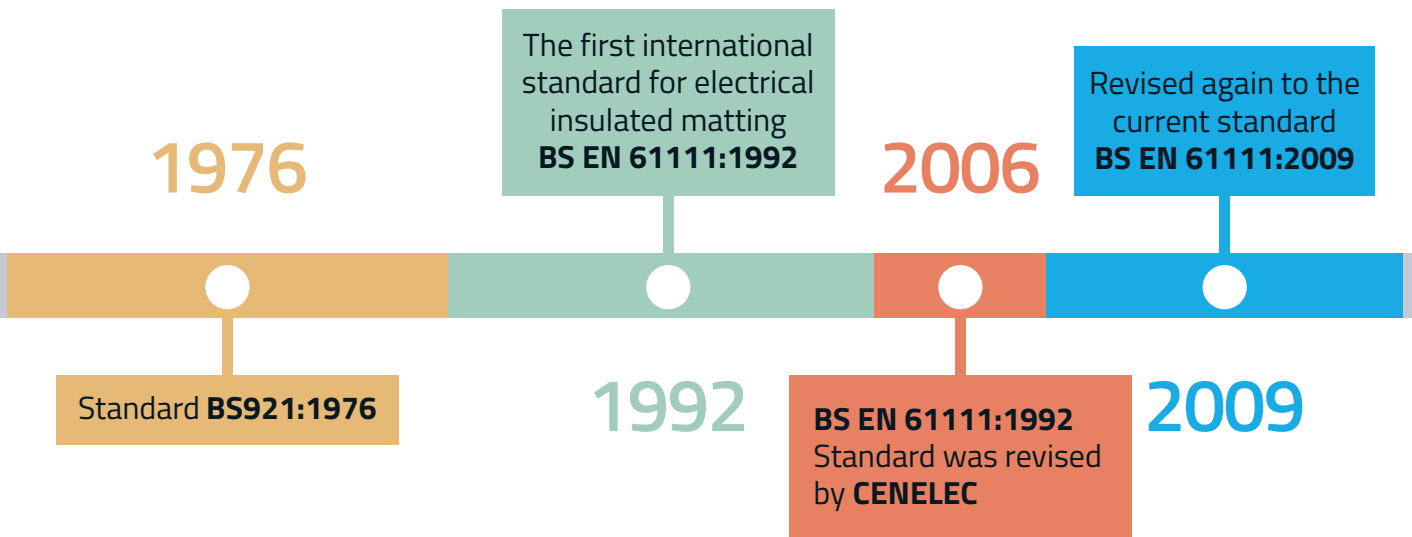 1976
Standard BS921:1976
The first international
standard for electrical
insulated matting
BS EN 61111:1992
1992
2006
BS EN 61111:1992
Standard was revised
by CENELEC
Revised again to the
current standard
BS EN 61111:2009
2009